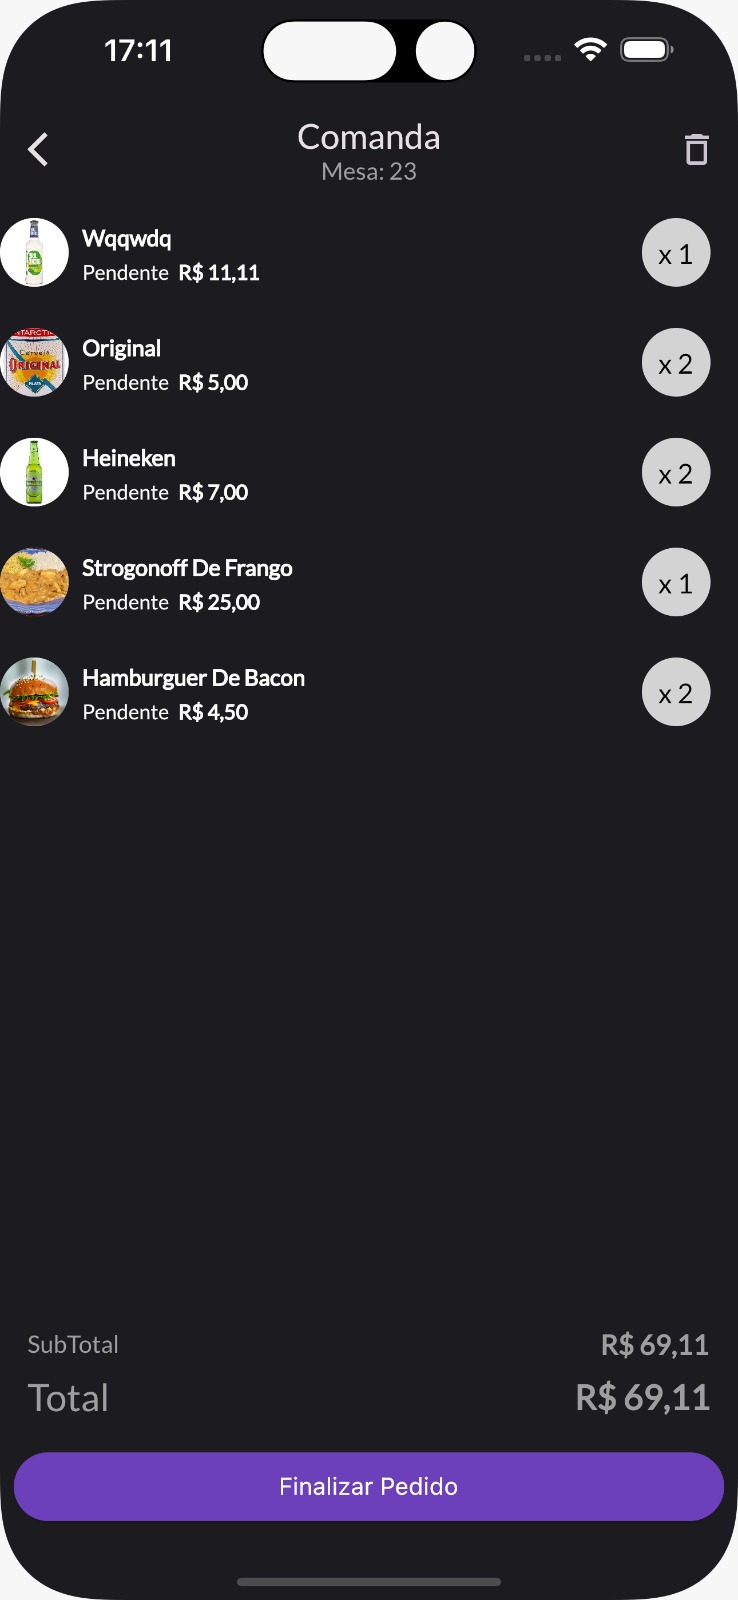 17:11
Comanda
Mesa: 23
Wqqwdq
Pendente R$ 11,11
x 1
Original
Pendente R$ 5,00
x 2
ORIGINAL
Heineken
Pendente R$ 7,00
x 2
Strogonoff De Frango
Pendente R$ 25,00
x 1
Hamburguer De Bacon
Pendente R$ 4,50
x 2
SubTotal R$ 69,11
Total R$ 69,11
Finalizar Pedido